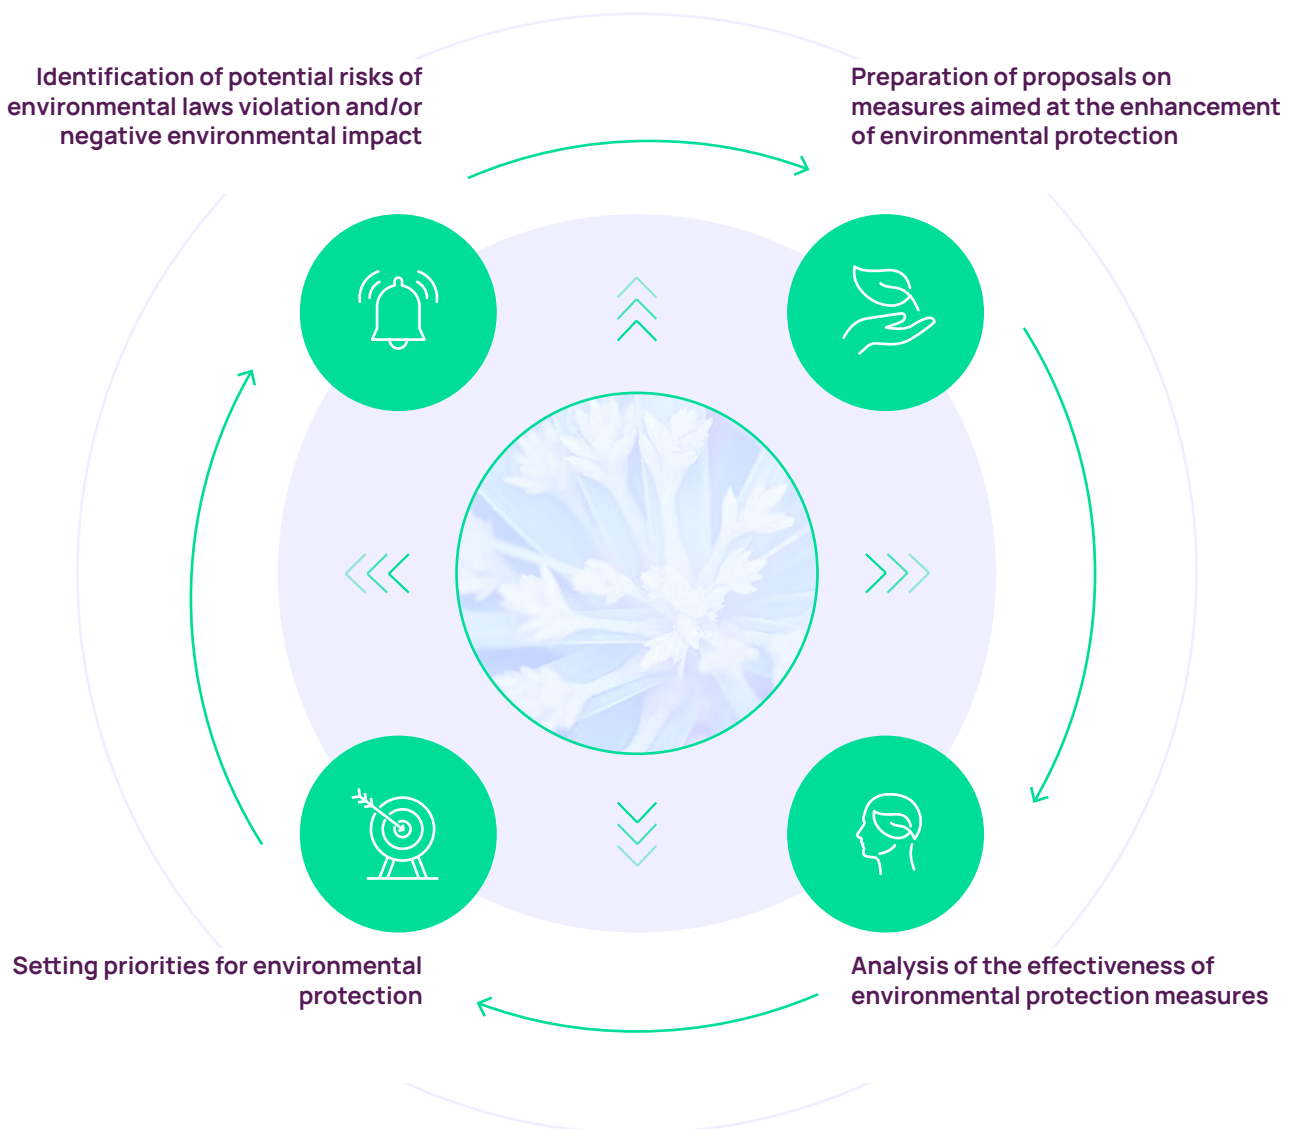 Identification of potential risks of
environmental laws violation and/or
negative environmental impact
Preparation of proposals on
measures aimed at the enhancement
of environmental protection
Setting priorities for environmental
protection
Analysis of the effectiveness of
environmental protection measures